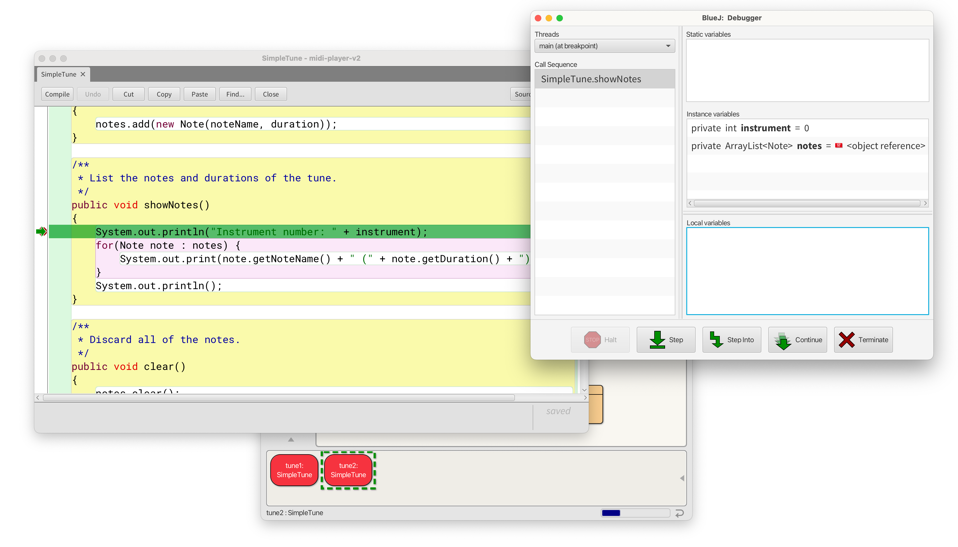 SimpleTune - midi-player-v2
SimpleTune ×
Compile Undo Cut Copy Paste Find... Close
{
notes.add(new Note(noteName, duration));
}
/**
* List the notes and durations of the tune.
*/
public void showNotes()
{
System.out.println("Instrument number: " + instrument);
for(Note note : notes) {
System.out.print(note.getNoteName() + " (" + note.getDuration() + ")
}
System.out.println();
}
/**
* Discard all of the notes.
*/
public void clear()
{
notes.clear();
saved
BlueJ: Debugger
Threads
main (at breakpoint)
Call Sequence
SimpleTune.showNotes
Static variables
Instance variables
private int instrument = 0
private ArrayList<Note> notes = <object reference>
Local variables
Halt Step Step Into Continue Terminate
tune1:
SimpleTune
tune2:
SimpleTune
tune2 : SimpleTune